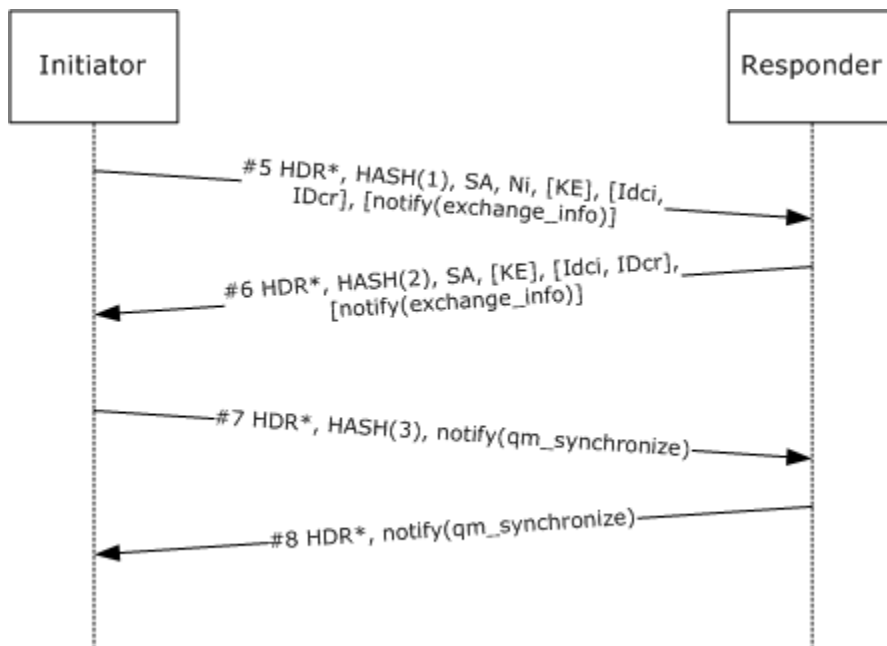 Initiator
Responder
#5 HDR*, HASH(1), SA, Ni, [KE], [Idci,
IDcr], [notify(exchange_info)]
#6 HDR*, HASH(2), SA, [KE], [Idci, IDcr],
[notify(exchange_info)]
#7 HDR*, HASH(3), notify(qm_synchronize)
#8 HDR*, notify(qm_synchronize)